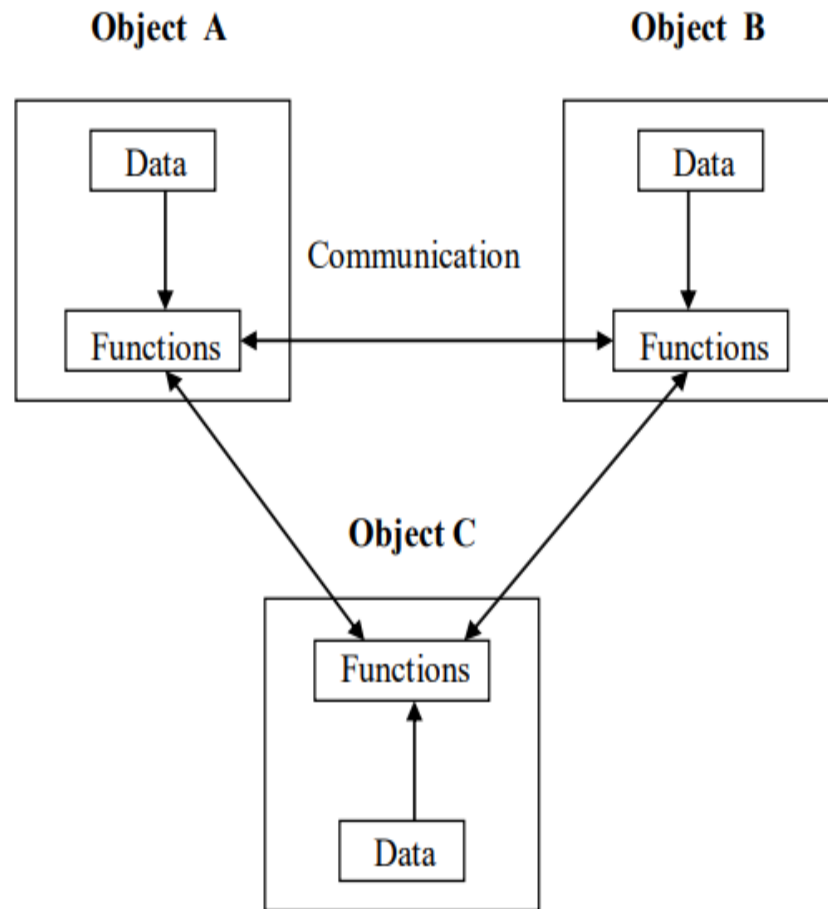 Object A
Object B
Data
Data
Communication
Functions
Functions
Object C
Functions
Data